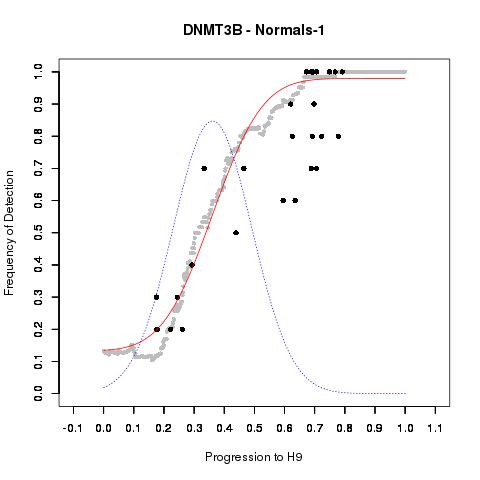 DNMT3B - Normals-1
Frequency of Detection
0.0 0.1 0.2 0.3 0.4 0.5 0.6 0.7 0.8 0.9 1.0
-0.1 0.0 0.1 0.2 0.3 0.4 0.5 0.6 0.7 0.8 0.9 1.0 1.1
Progression to H9